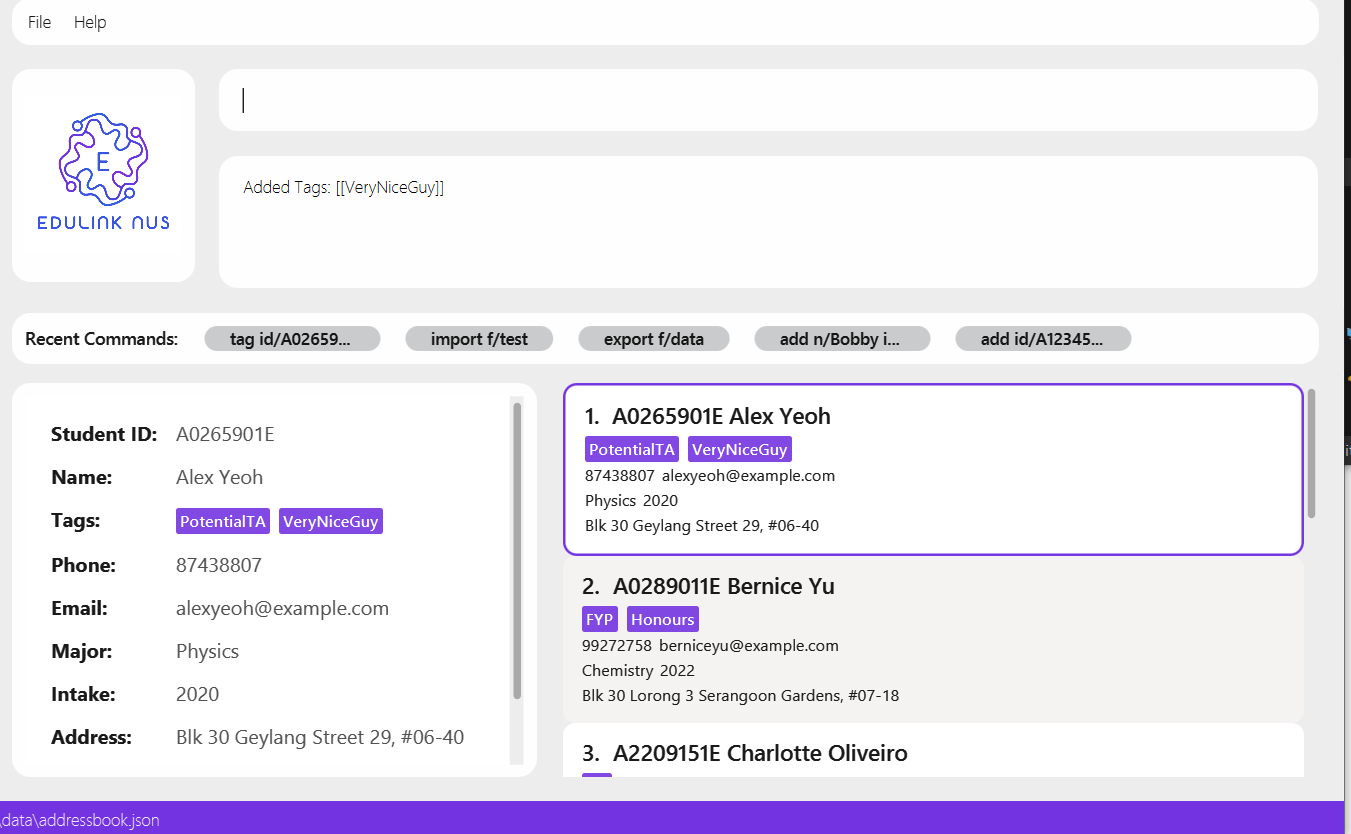 File Help
E
EDULINK NUS
Added Tags: [[VeryNiceGuy]]
Recent Commands: tag id/A02659... import f/test export f/data add n/Bobby i... add id/A12345...
Student ID: A0265901E
Name: Alex Yeoh
Tags: PotentialTA VeryNiceGuy
Phone: 87438807
Email: alexyeoh@example.com
Major: Physics
Intake: 2020
Address: Blk 30 Geylang Street 29, #06-40
1. A0265901E Alex Yeoh
PotentialTA VeryNiceGuy
87438807 alexyeoh@example.com
Physics 2020
Blk 30 Geylang Street 29, #06-40
2. A0289011E Bernice Yu
FYP Honours
99272758 berniceyu@example.com
Chemistry 2022
Blk 30 Lorong 3 Serangoon Gardens, #07-18
3. A2209151E Charlotte Oliveiro
\data\addressbook.json